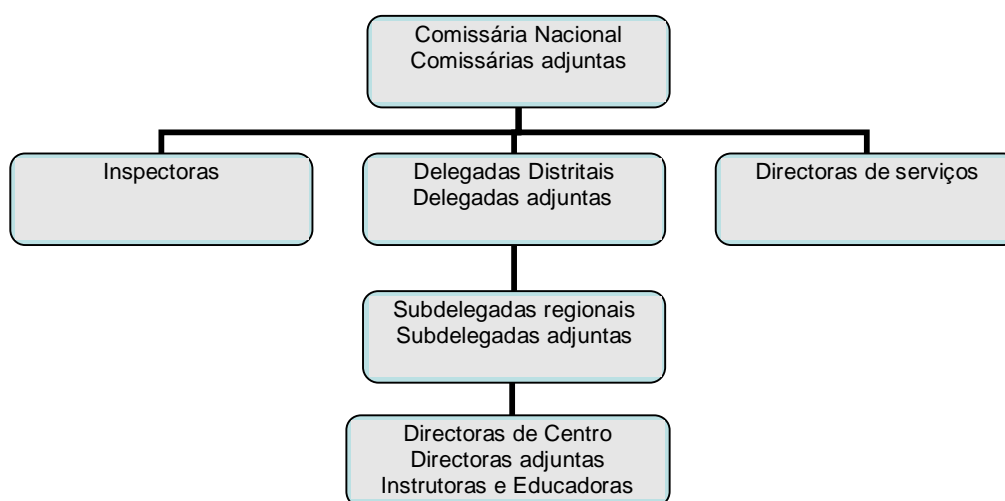 Comissária Nacional
Comissárias adjuntas
Inspectoras
Delegadas Distritais
Delegadas adjuntas
Directoras de serviços
Subdelegadas regionais
Subdelegadas adjuntas
Directoras de Centro
Directoras adjuntas
Instrutoras e Educadoras